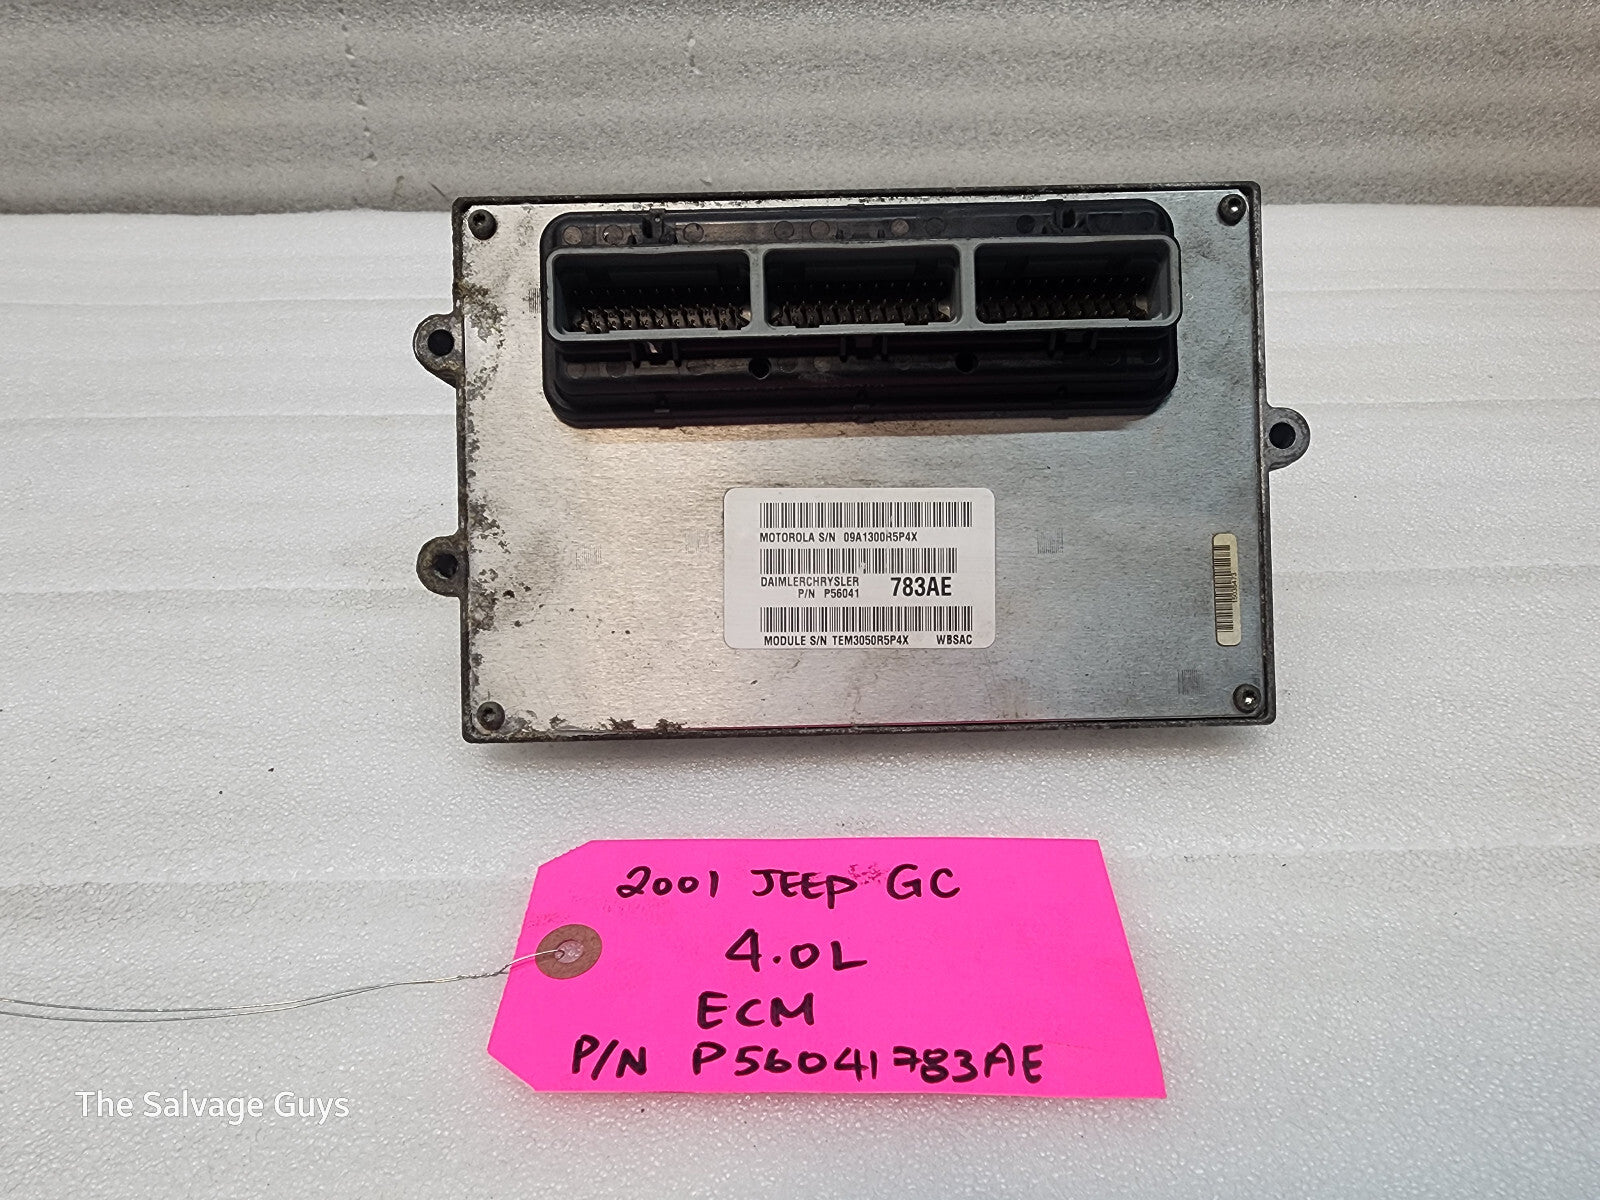 MOTOROLA S/N 09A1300R5P4X
DAIMLERCHRYSLER
P/N P56041 783AE
MODULE S/N TEM3050R5P4X WBSAC
2001 JEEP GC
4.0L
ECM
P/N P56041783AE
The Salvage Guys